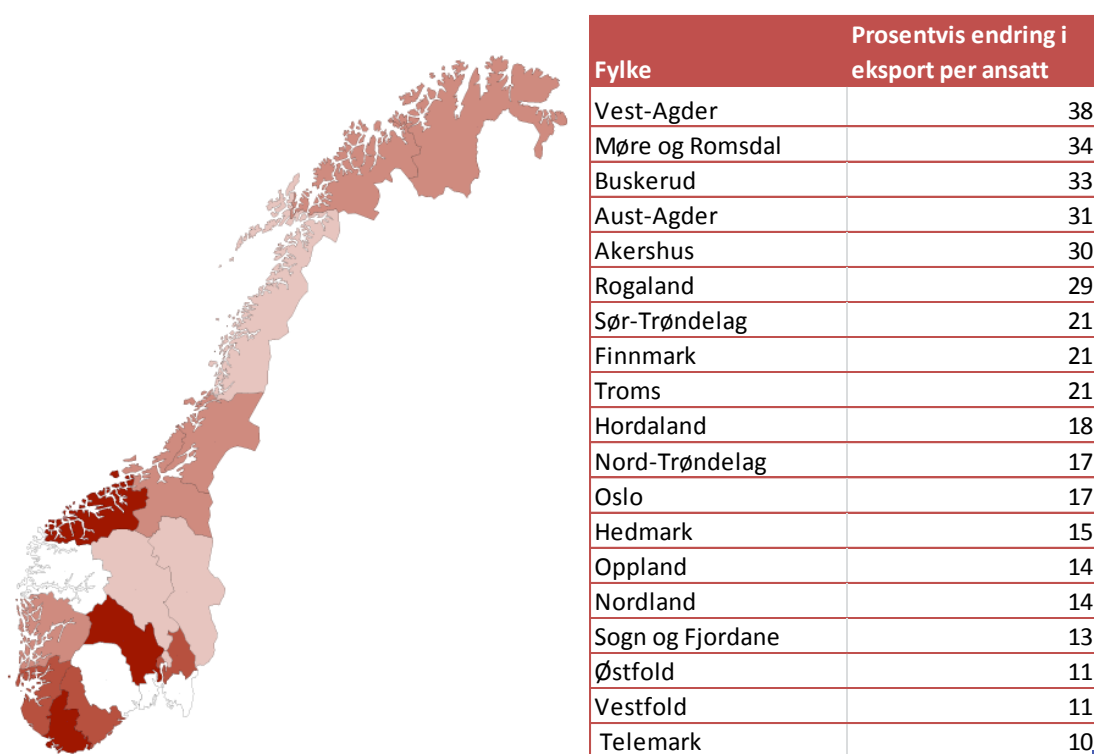 Fylke Prosentvis endring i eksport per ansatt
Vest-Agder 38
Møre og Romsdal 34
Buskerud 33
Aust-Agder 31
Akershus 30
Rogaland 29
Sør-Trøndelag 21
Finnmark 21
Troms 21
Hordaland 18
Nord-Trøndelag 17
Oslo 17
Hedmark 15
Oppland 14
Nordland 14
Sogn og Fjordane 13
Østfold 11
Vestfold 11
Telemark 10